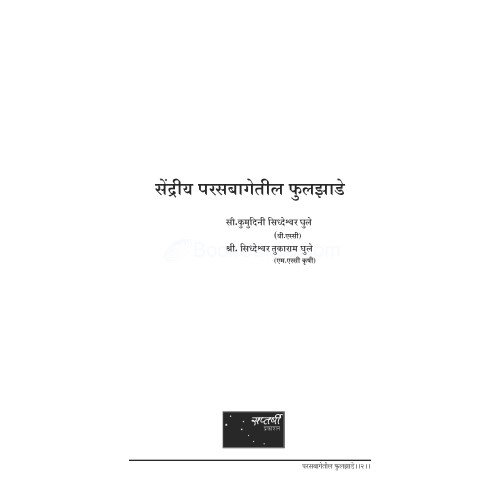 सेंद्रीय परसबागेतील फुलझाडे
सौ.कुमुदिनी सिध्देश्वर घुले
(बी.एस्सी)
श्री. सिध्देश्वर तुकाराम घुले
(एम.एस्सी कृषी)
सप्तर्षी
प्रकाशन
परसबागेतील फुलझाडे।।२।।